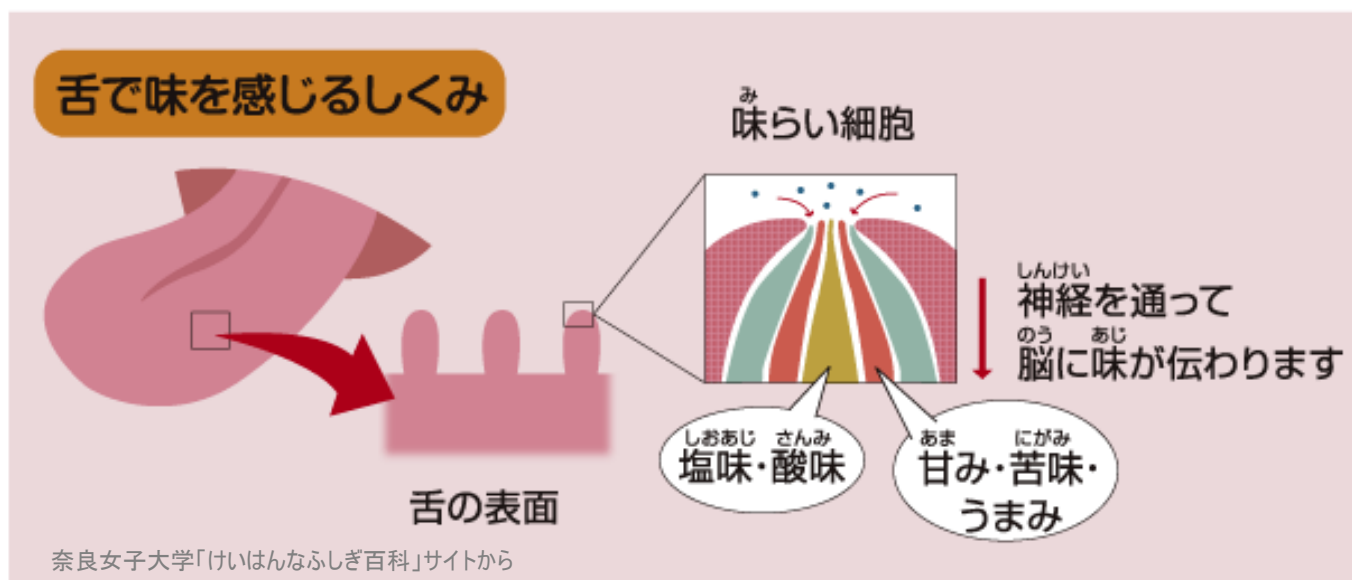 舌で味を感じるしくみ
み
味らい細胞
しんけい
神経を通って
のう あじ
脳に味が伝わります
しおあじ さんみ
塩味・酸味
あま にがみ
甘み・苦味・
うまみ
舌の表面
奈良女子大学「けいはんなふしぎ百科」サイトから